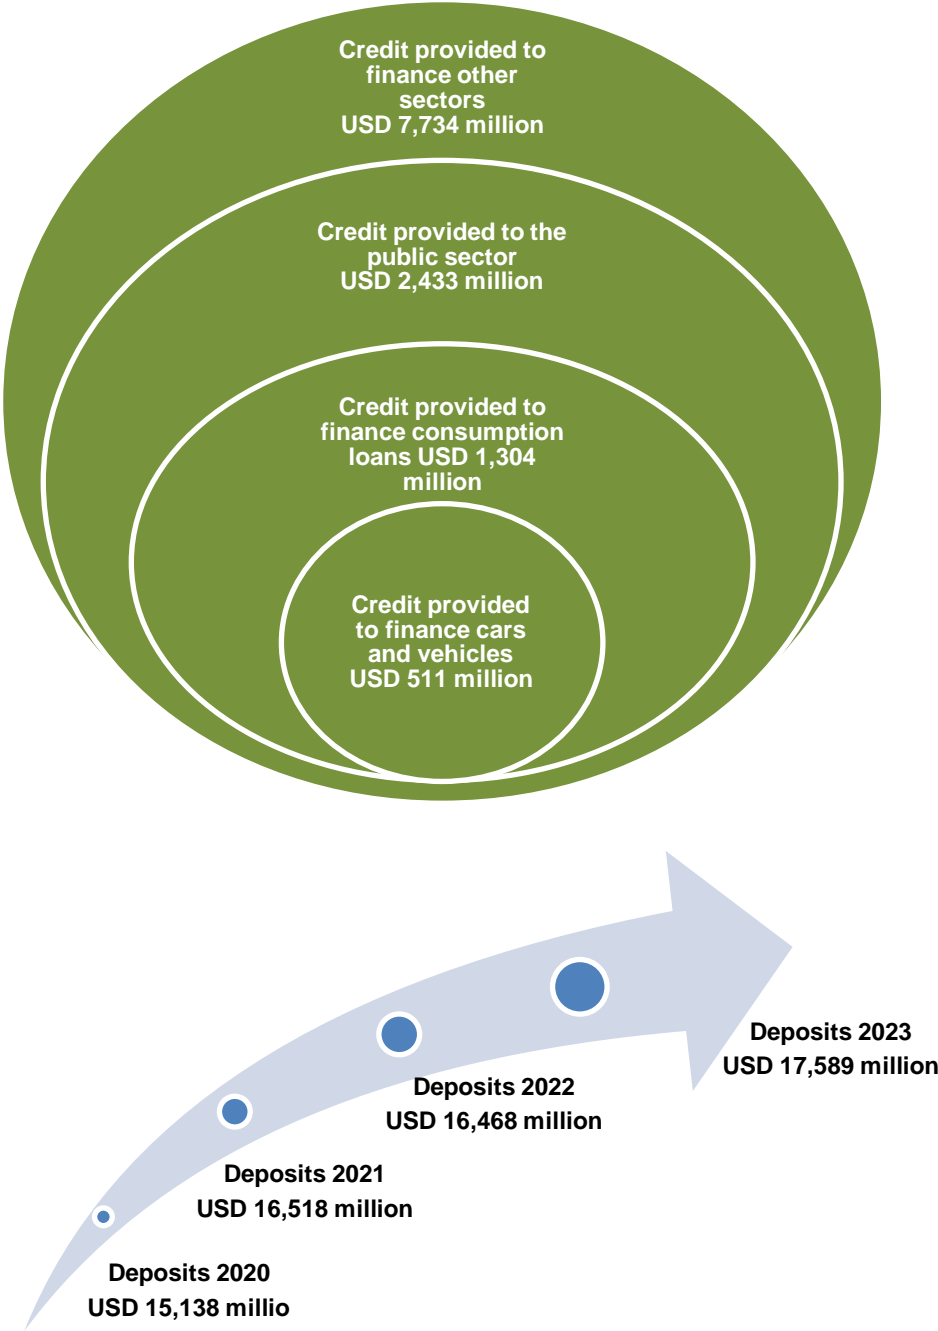 Credit provided to
finance other
sectors
USD 7,734 million
Credit provided to the
public sector
USD 2,433 million
Credit provided to
finance consumption
loans USD 1,304
million
Credit provided
to finance cars
and vehicles
USD 511 million
Deposits 2023
USD 17,589 million
Deposits 2022
USD 16,468 million
Deposits 2021
USD 16,518 million
Deposits 2020
USD 15,138 millio